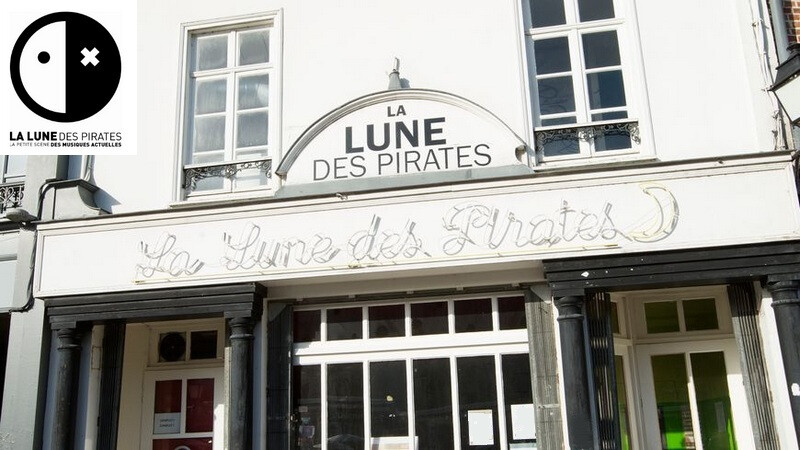 LA LUNE DES PIRATES
LA PETITE SCÈNE DES MUSIQUES ACTUELLES
LA
LUNE
DES PIRATES
La Lune des Pirates